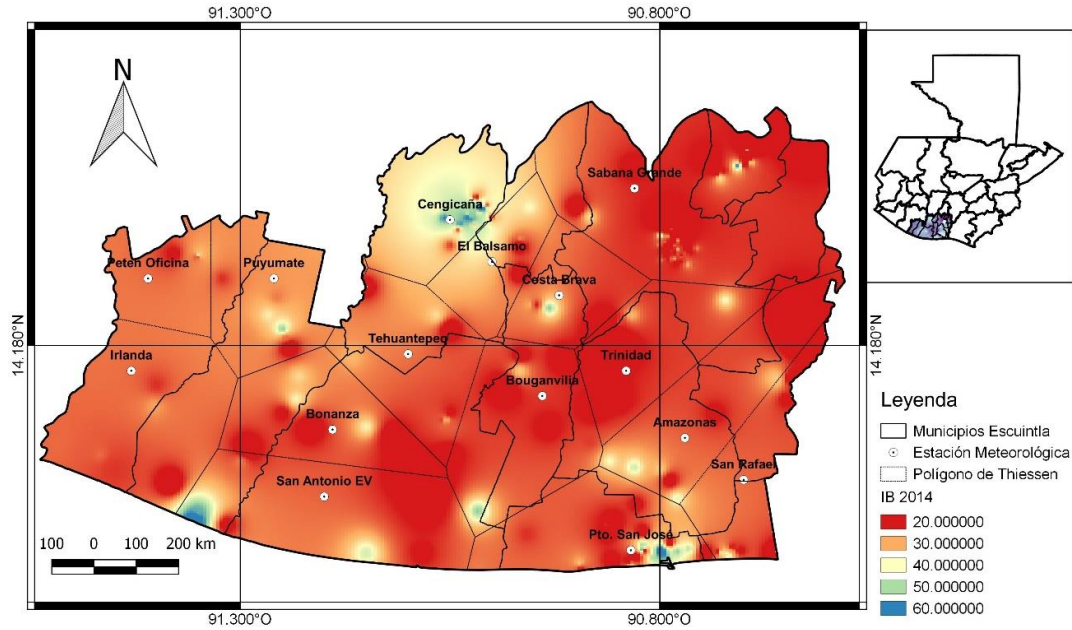 91.300°O
90.800°O
N
Sabana Grande
Cengicaña
El Balsamo
Peten Oficina
Puyumate
Costa Brava
14.180°N
14.180°N
Tehuantepeq
Irlanda
Trinidad
Bouganvilia
Bonanza
Amazonas
San Rafael
San Antonio EV
Pto. San José
100 0 100 200 km
91.300°O
90.800°O
Leyenda
Municipios Escuintla
Estación Meteorológica
Polígono de Thiessen
IB 2014
20.000000
30.000000
40.000000
50.000000
60.000000